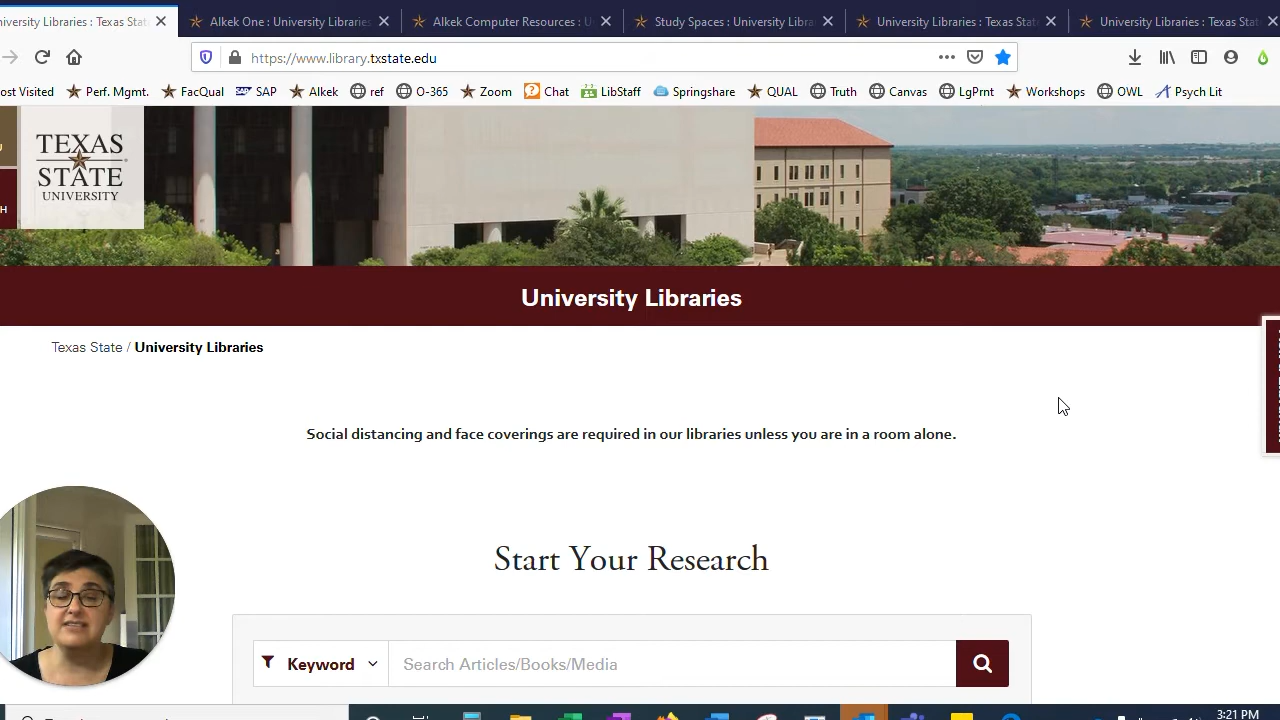 niversity Libraries : Texas Stat
Alkek One : University Libraries
Alkek Computer Resources : U
Study Spaces : University Libra
University Libraries : Texas Stat
University Libraries : Texas Stat
https://www.library.txstate.edu
ost Visited Perf. Mgmt. FacQual SAP Alkek ref O-365 Zoom Chat LibStaff Springshare QUAL Truth Canvas LgPrnt Workshops OWL Psych Lit
TEXAS
STATE
UNIVERSITY
H
University Libraries
Texas State / University Libraries
Social distancing and face coverings are required in our libraries unless you are in a room alone.
Start Your Research
Keyword Search Articles/Books/Media
3:21 PM